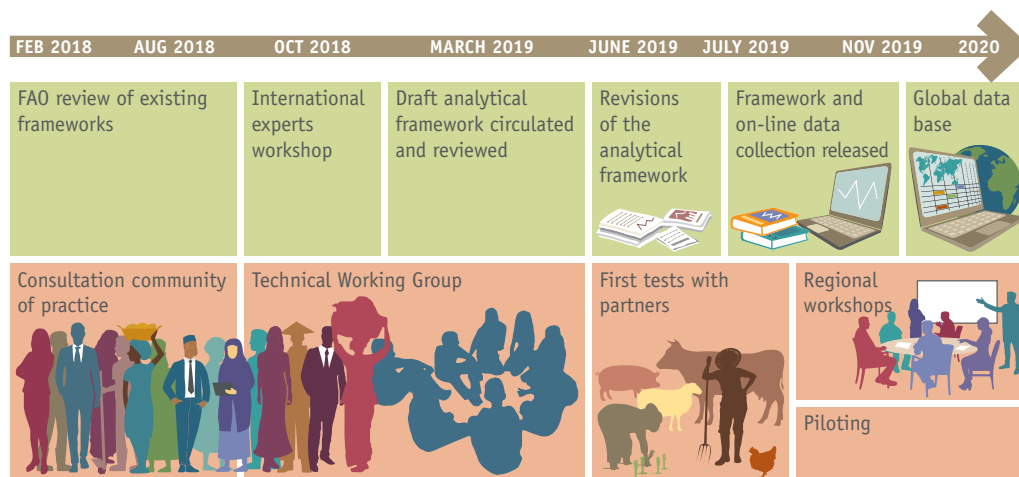 FEB 2018 AUG 2018 OCT 2018 MARCH 2019 JUNE 2019 JULY 2019 NOV 2019 2020
FAO review of existing
frameworks
International
experts
workshop
Draft analytical
framework circulated
and reviewed
Revisions
of the
analytical
framework
Framework and
on-line data
collection released
Global data
base
Consultation community
of practice
Technical Working Group
First tests with
partners
Regional
workshops
Piloting